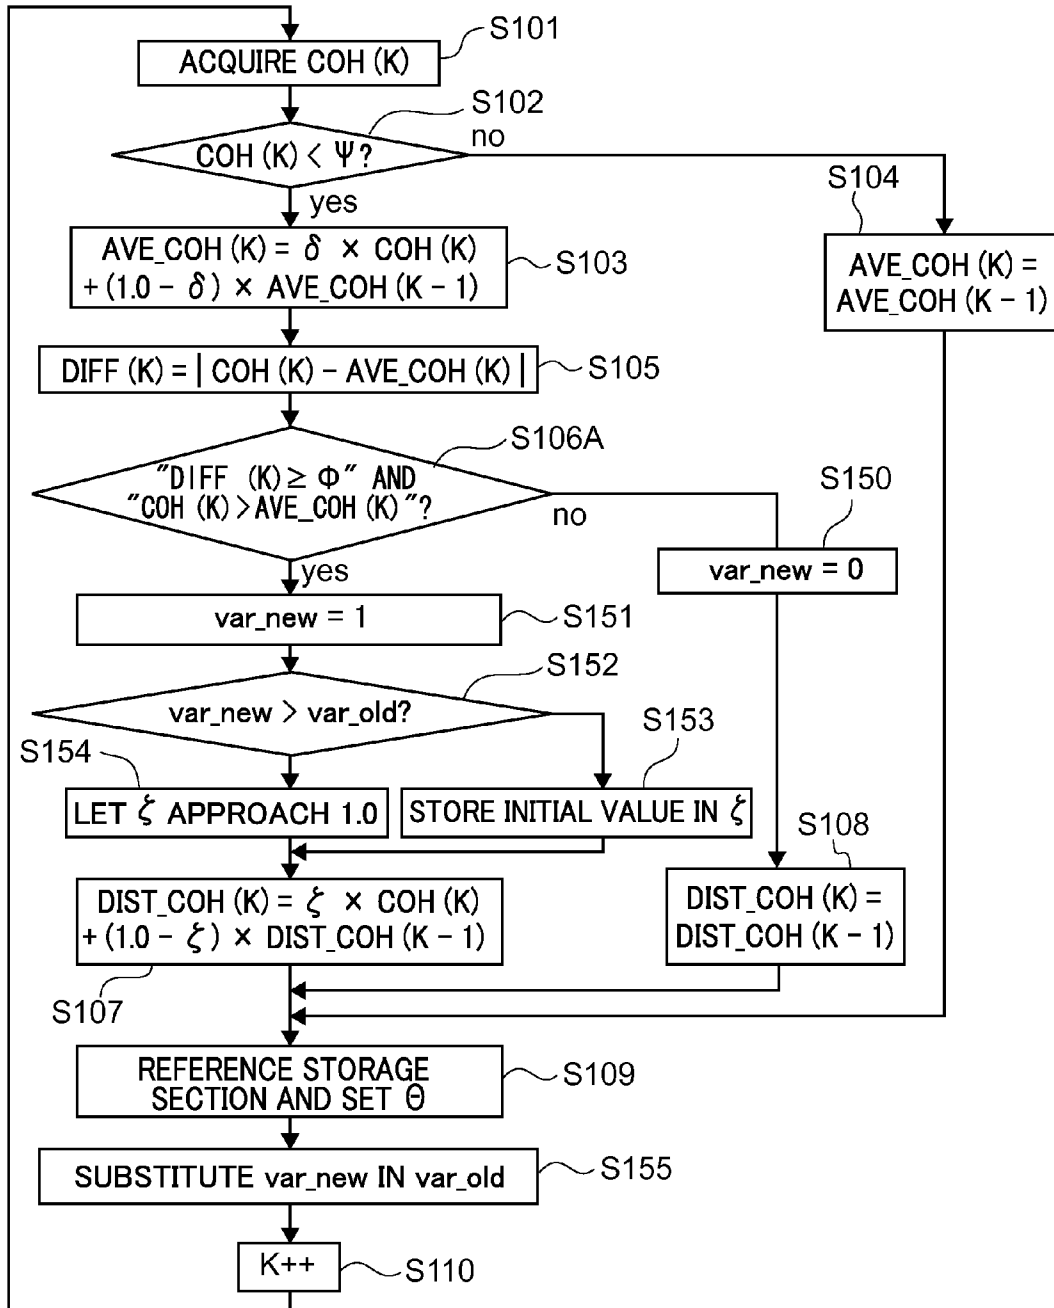 S101
ACQUIRE COH (K)
S102
COH (K) < Ψ?
no
yes
S104
AVE_COH (K) =
AVE_COH (K - 1)
AVE_COH (K) = δ × COH (K)
+ (1.0 - δ) × AVE_COH (K - 1)
S103
DIFF (K) = | COH (K) - AVE_COH (K) |
S105
S106A
"DIFF (K) ≥ Φ" AND
"COH (K) > AVE_COH (K) "?
no
yes
S150
var_new = 0
var_new = 1
S151
S152
var_new > var_old?
S154
S153
LET ζ APPROACH 1.0
STORE INITIAL VALUE IN ζ
S108
DIST_COH (K) =
DIST_COH (K - 1)
DIST_COH (K) = ζ × COH (K)
+ (1.0 - ζ) × DIST_COH (K - 1)
S107
REFERENCE STORAGE
SECTION AND SET Θ
S109
SUBSTITUTE var_new IN var_old
S155
K++
S110